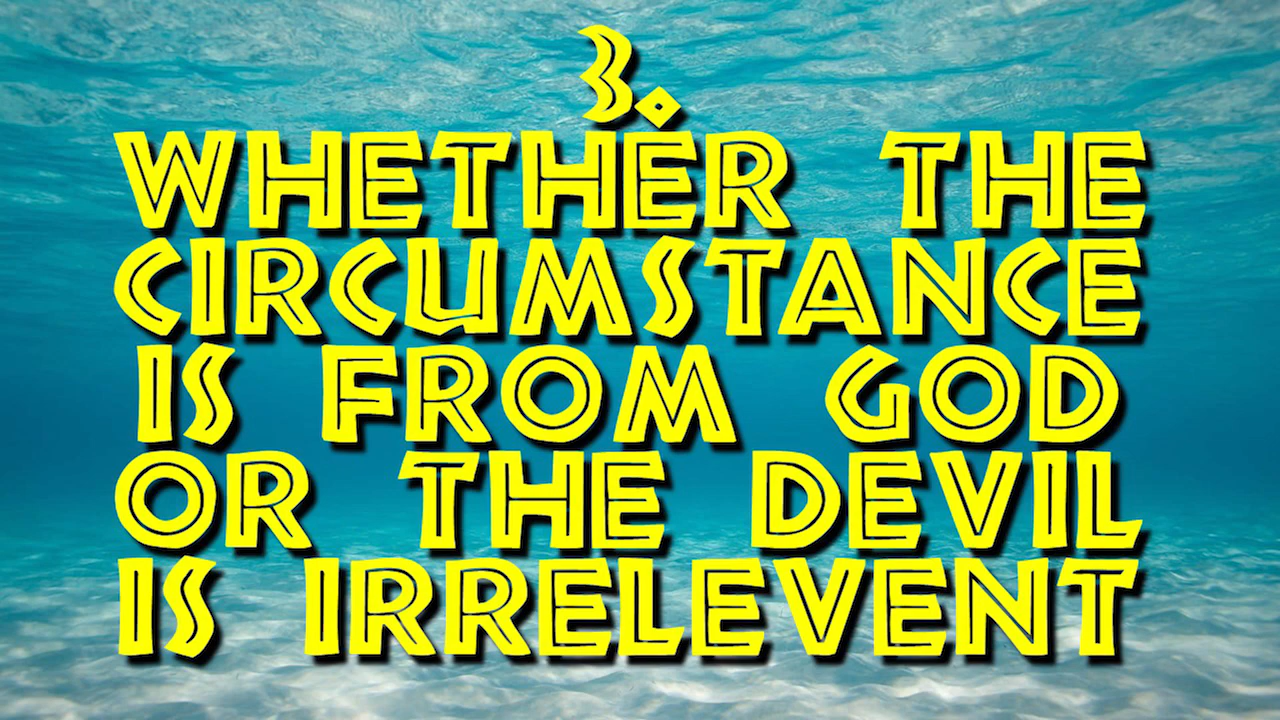 3.
WHETHER THE
CIRCUMSTANCE
IS FROM GOD
OR THE DEVIL
IS IRRELEVENT